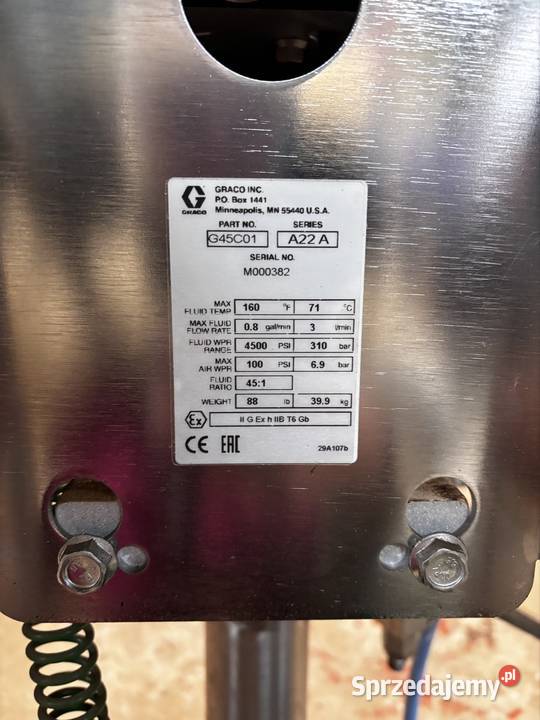 GRACO INC.
P.O. Box 1441
Minneapolis, MN 55440 U.S.A.
GRACO
PART NO. SERIES
G45C01 A22 A
SERIAL NO.
M000382
MAX FLUID TEMP 160 °F 71 °C
MAX FLUID FLOW RATE 0.8 gal/min 3 l/min
FLUID WPR RANGE 4500 PSI 310 bar
MAX AIR WPR 100 PSI 6.9 bar
FLUID RATIO 45:1
WEIGHT 88 lb 39.9 kg
Ex II G Ex h IIB T6 Gb
CE EAC 29A107b
Sprzedajemy.pl